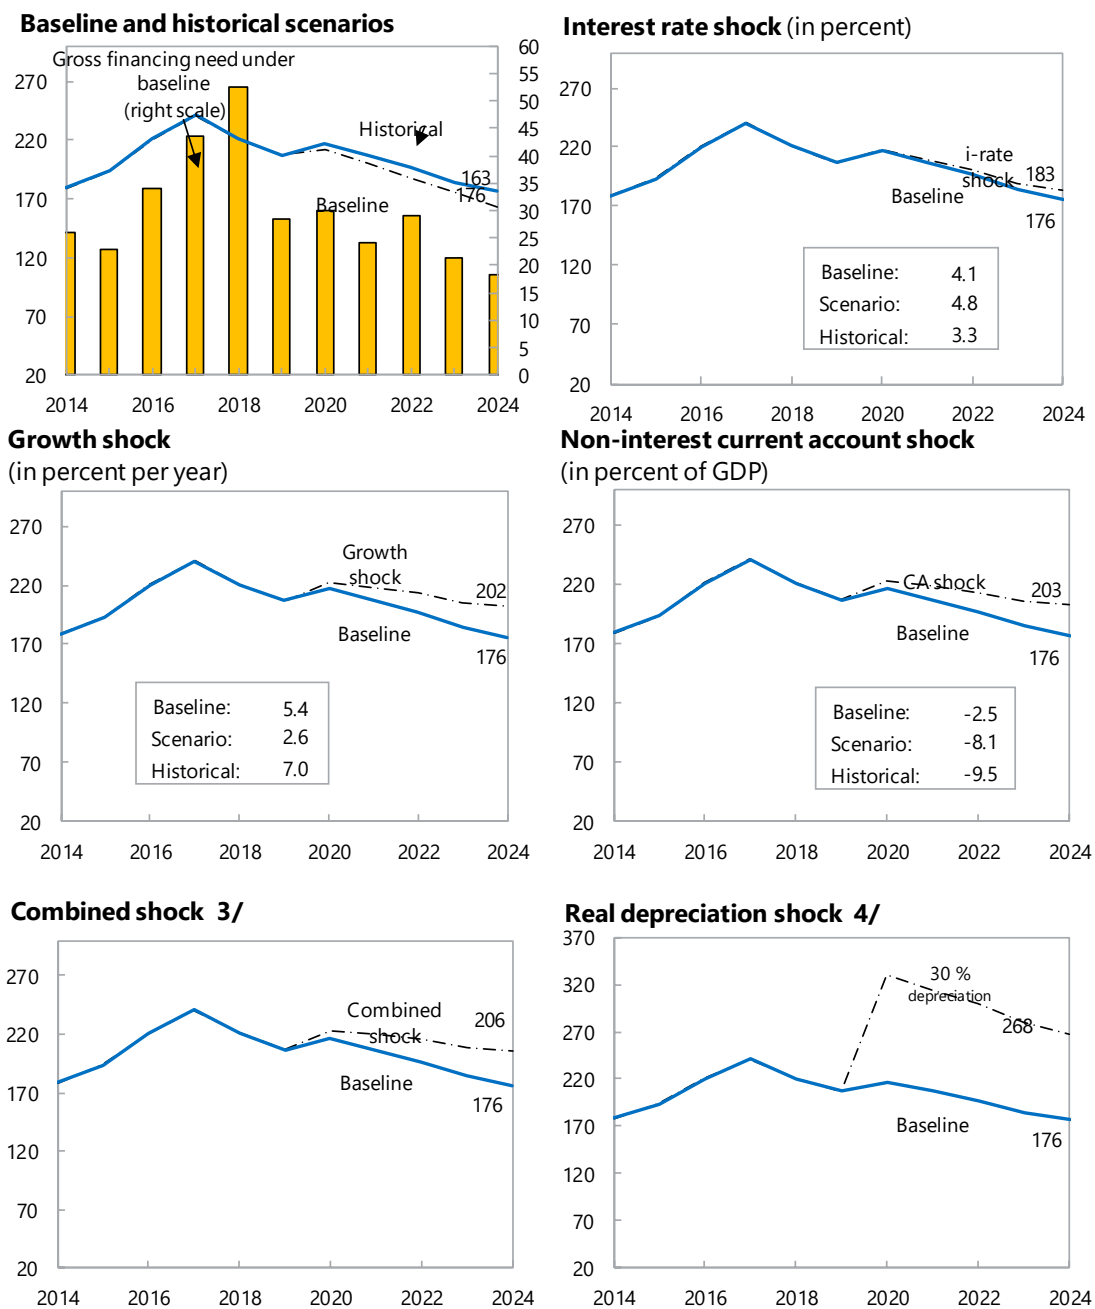 Baseline and historical scenarios
Gross financing need under
baseline
(right scale)
Historical
163
176
Baseline
270
220
170
120
70
20
60
55
50
45
40
35
30
25
20
15
10
5
0
2014 2016 2018 2020 2022 2024
Interest rate shock (in percent)
270
220
170
120
70
20
i-rate
shock
183
Baseline
176
Baseline: 4.1
Scenario: 4.8
Historical: 3.3
2014 2016 2018 2020 2022 2024
Growth shock
(in percent per year)
270
220
170
120
70
20
Growth
shock
202
Baseline
176
Baseline: 5.4
Scenario: 2.6
Historical: 7.0
2014 2016 2018 2020 2022 2024
Non-interest current account shock
(in percent of GDP)
270
220
170
120
70
20
CA shock
203
Baseline
176
Baseline: -2.5
Scenario: -8.1
Historical: -9.5
2014 2016 2018 2020 2022 2024
Combined shock 3/
270
220
170
120
70
20
Combined
shock
206
Baseline
176
2014 2016 2018 2020 2022 2024
Real depreciation shock 4/
370
320
270
220
170
120
70
20
30 %
depreciation
268
Baseline
176
2014 2016 2018 2020 2022 2024